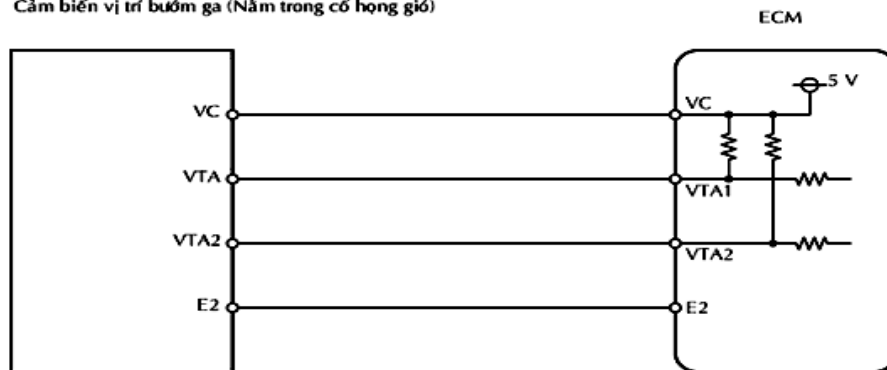 Cảm biến vị trí bướm ga (Nằm trong cổ họng gió)
ECM
5 V
VC
VC
VTA
VTA1
VTA2
VTA2
E2
E2